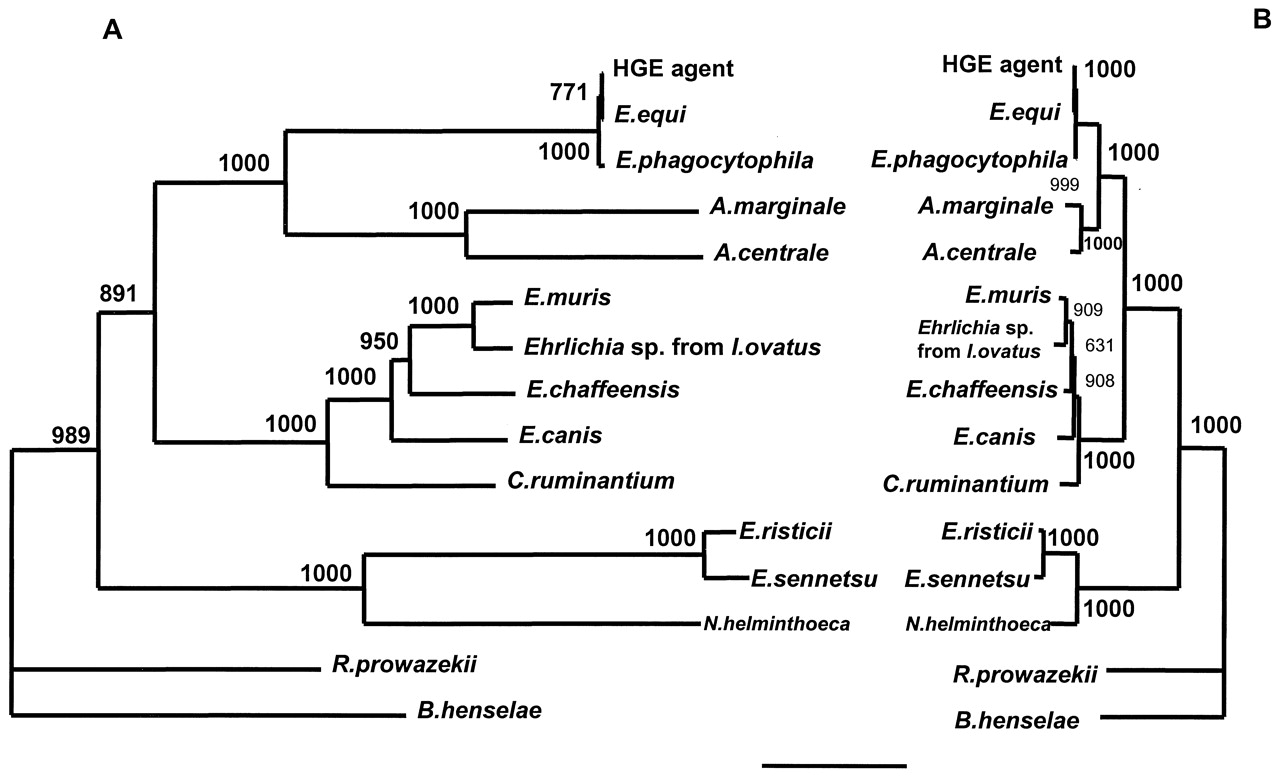 A
B
HGE agent
771
E.equi
1000
E.phagocytophila
1000
1000
A.marginale
A.centrale
891
1000
E.muris
950
Ehrlichia sp. from I.ovatus
1000
E.chaffeensis
1000
E.canis
989
C.ruminantium
1000
E.risticii
1000
E.sennetsu
N.helminthoeca
R.prowazekii
B.henselae
HGE agent
1000
E.equi
1000
E.phagocytophila
999
A.marginale
1000
A.centrale
1000
E.muris
909
Ehrlichia sp.
from I.ovatus
631
908
E.chaffeensis
E.canis
1000
1000
C.ruminantium
E.risticii
1000
E.sennetsu
1000
N.helminthoeca
R.prowazekii
B.henselae